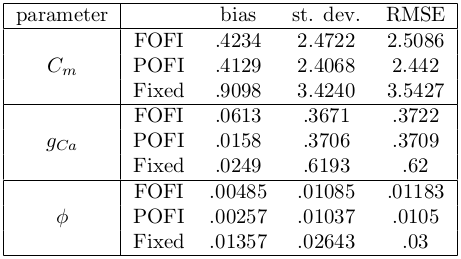 parameter bias st. dev. RMSE
FOFI .4234 2.4722 2.5086
C_m POFI .4129 2.4068 2.442
Fixed .9098 3.4240 3.5427
FOFI .0613 .3671 .3722
g_{Ca} POFI .0158 .3706 .3709
Fixed .0249 .6193 .62
FOFI .00485 .01085 .01183
ϕ POFI .00257 .01037 .0105
Fixed .01357 .02643 .03